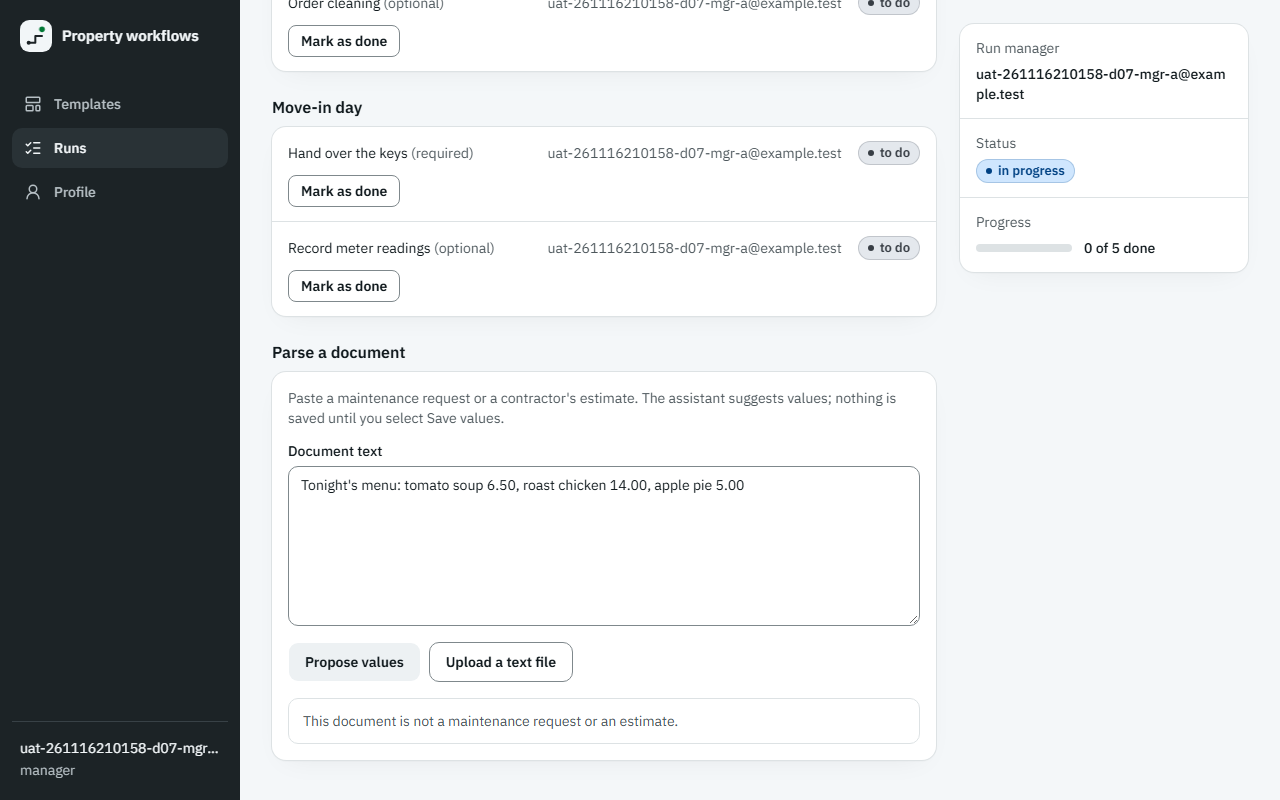 Property workflows
Templates
Runs
Profile
uat-261116210158-d07-mgr...
manager
Order cleaning (optional) uat-261116210158-d07-mgr-a@example.test to do
Mark as done
Move-in day
Hand over the keys (required) uat-261116210158-d07-mgr-a@example.test to do
Mark as done
Record meter readings (optional) uat-261116210158-d07-mgr-a@example.test to do
Mark as done
Parse a document
Paste a maintenance request or a contractor's estimate. The assistant suggests values; nothing is
saved until you select Save values.
Document text
Tonight's menu: tomato soup 6.50, roast chicken 14.00, apple pie 5.00
Propose values Upload a text file
This document is not a maintenance request or an estimate.
Run manager
uat-261116210158-d07-mgr-a@exam
ple.test
Status
in progress
Progress
0 of 5 done